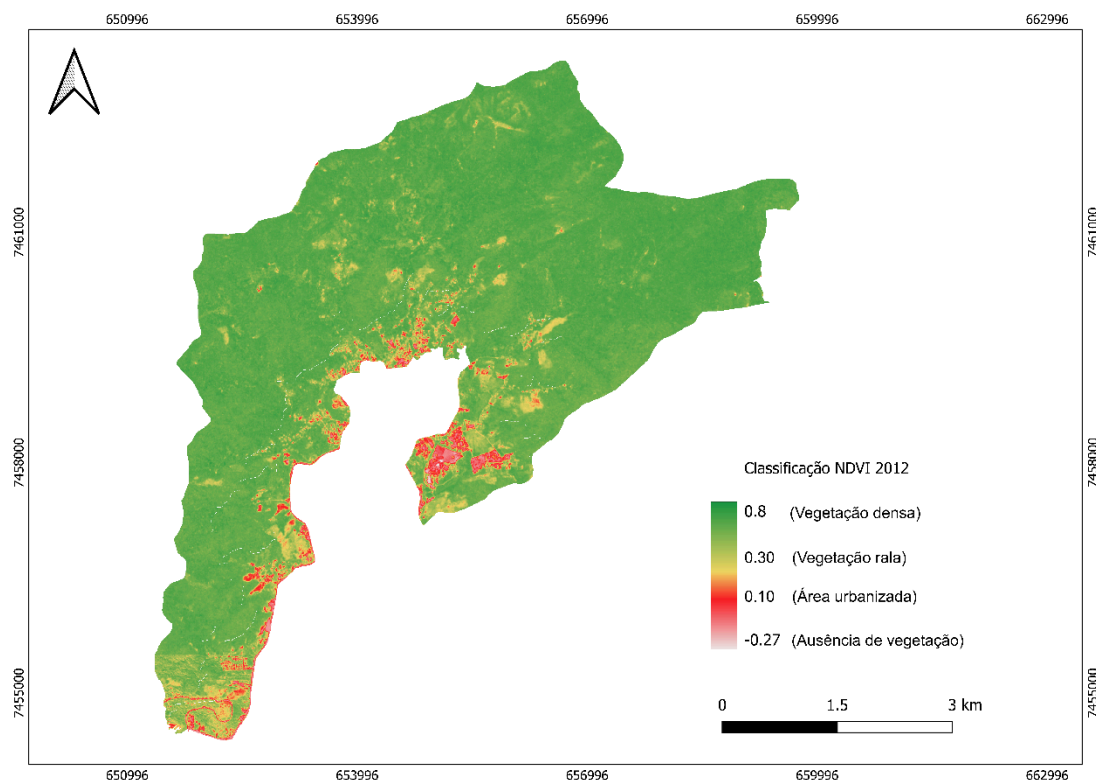 650996 653996 656996 659996 662996
7461000 7461000
7458000 7458000
Classificação NDVI 2012
0.8 (Vegetação densa)
0.30 (Vegetação rala)
0.10 (Área urbanizada)
-0.27 (Ausência de vegetação)
7455000 7455000
0 1.5 3 km
650996 653996 656996 659996 662996